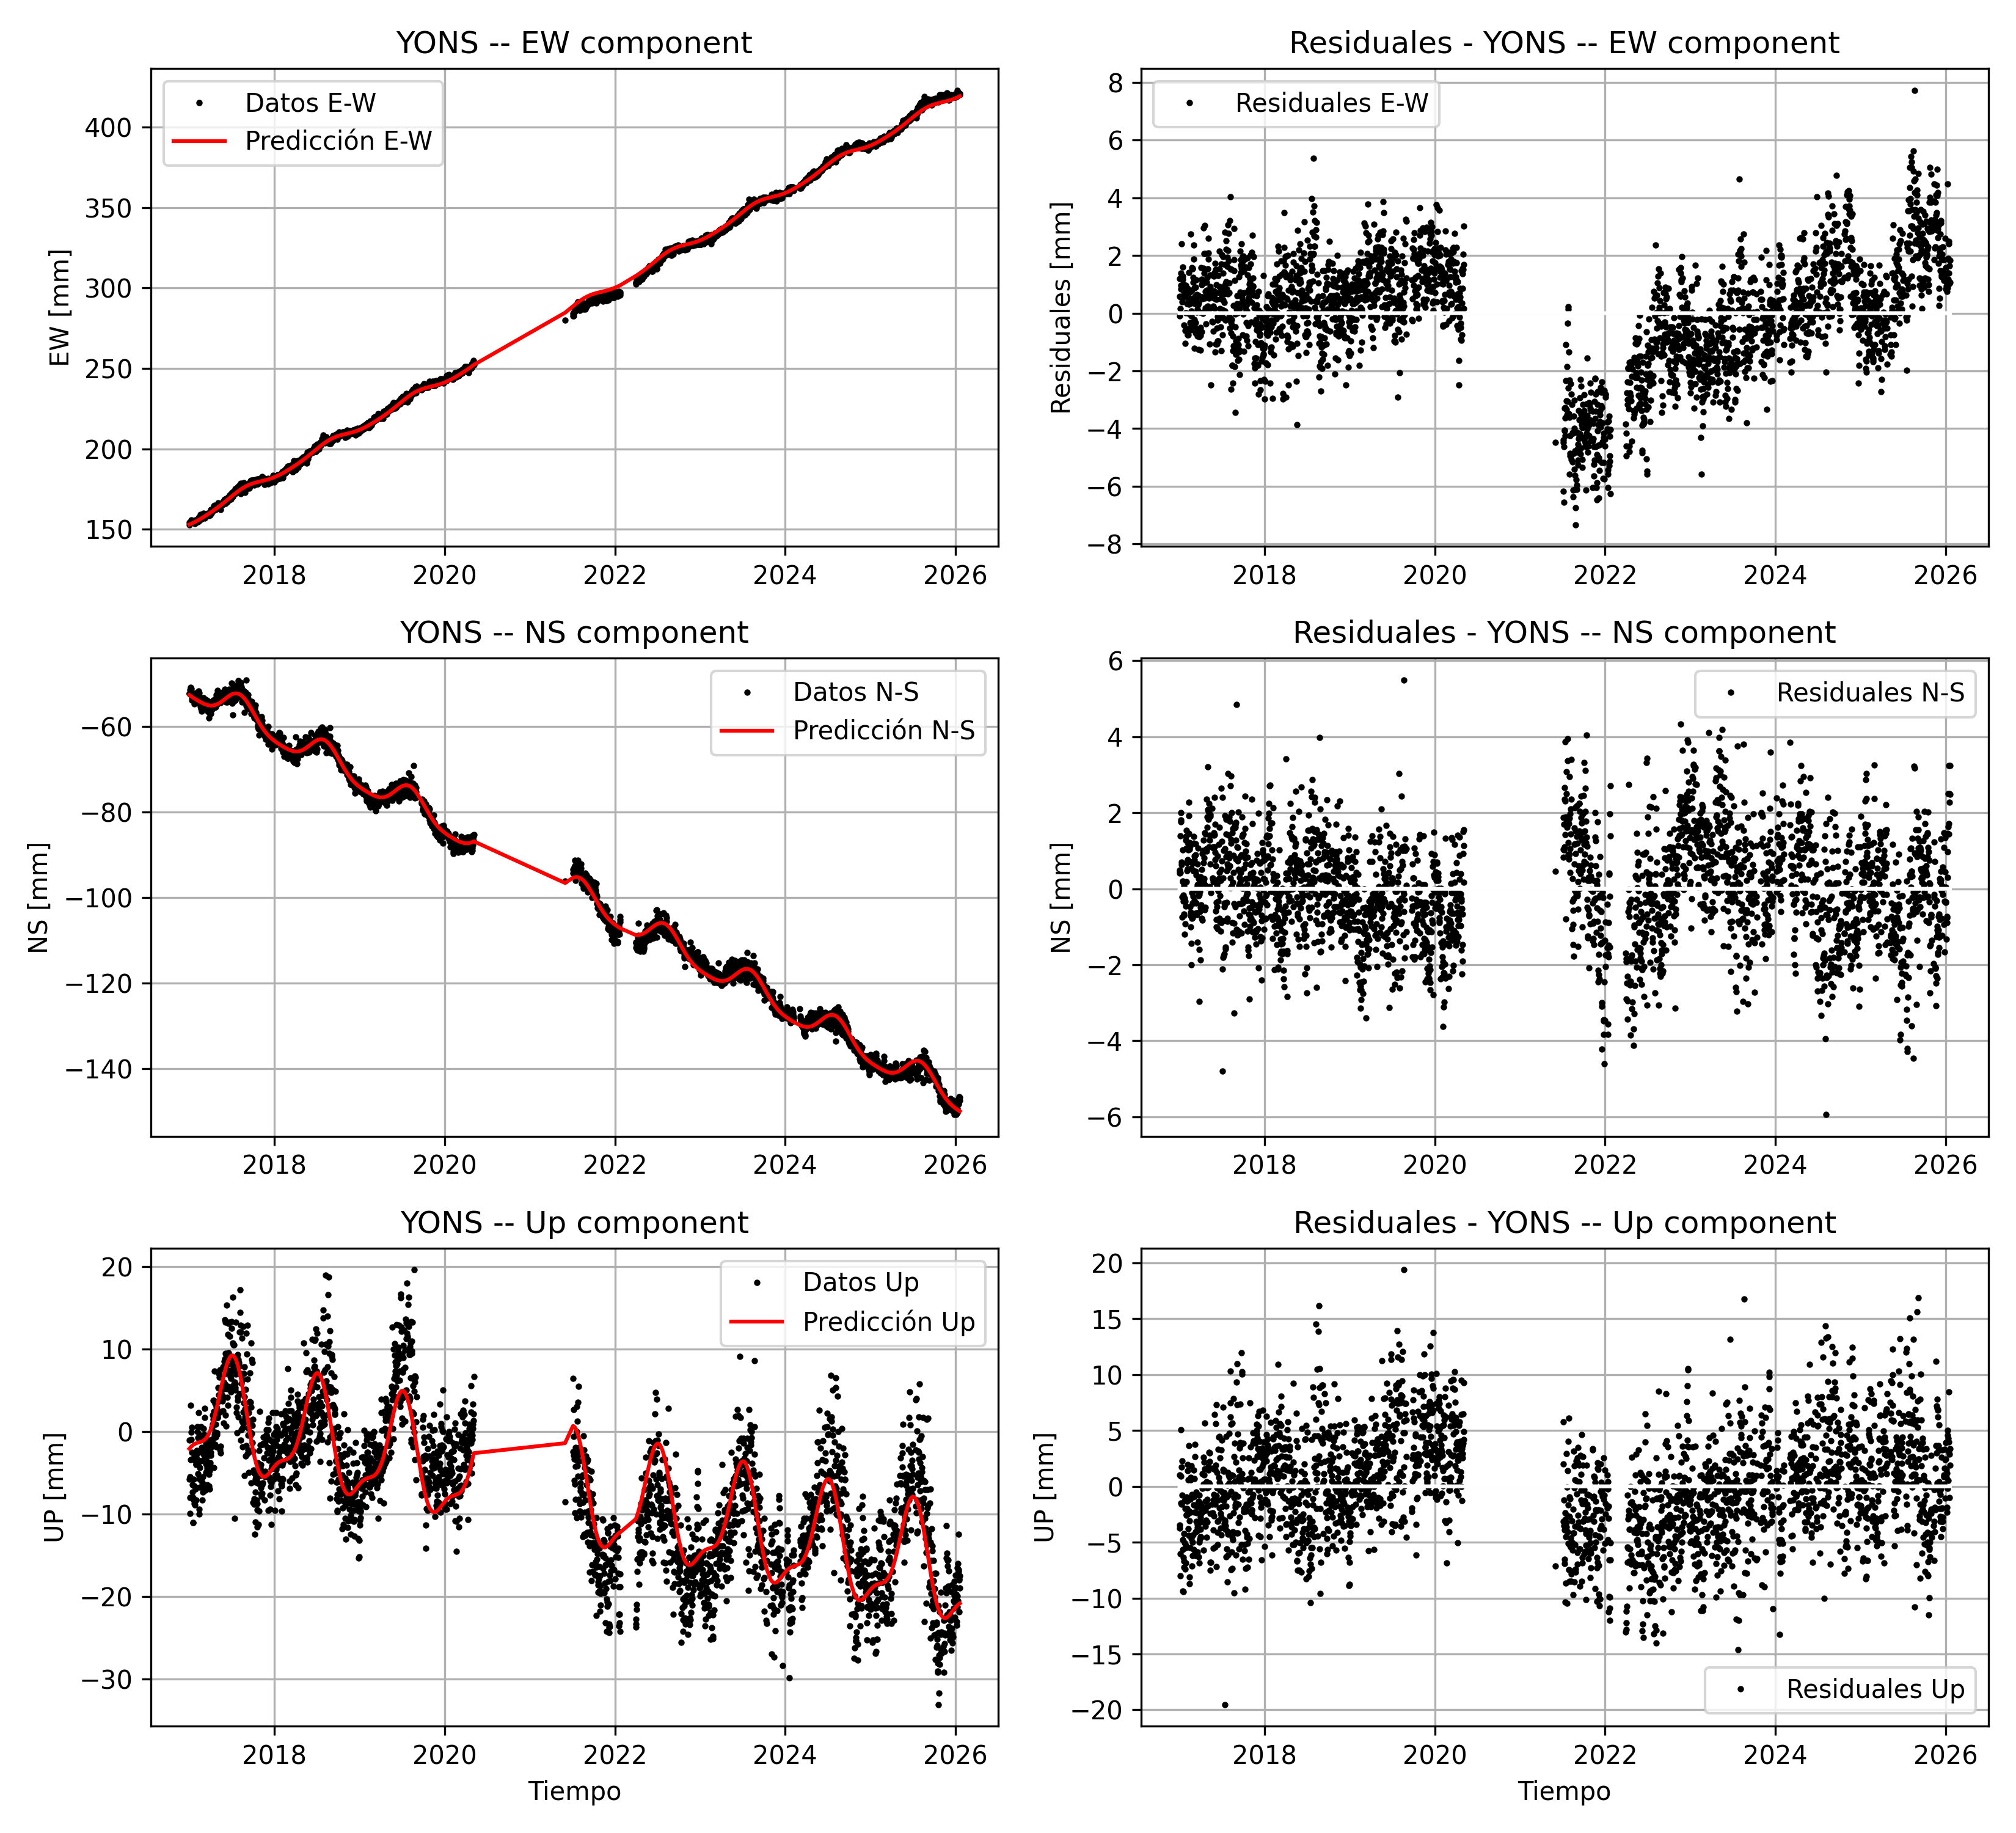 YONS -- EW component
Datos E-W
Predicción E-W
EW [mm]
400
350
300
250
200
150
2018 2020 2022 2024 2026
Residuales - YONS -- EW component
Residuales E-W
Residuales [mm]
8
6
4
2
0
−2
−4
−6
−8
2018 2020 2022 2024 2026
YONS -- NS component
Datos N-S
Predicción N-S
NS [mm]
−60
−80
−100
−120
−140
2018 2020 2022 2024 2026
Residuales - YONS -- NS component
Residuales N-S
NS [mm]
6
4
2
0
−2
−4
−6
2018 2020 2022 2024 2026
YONS -- Up component
Datos Up
Predicción Up
UP [mm]
20
10
0
−10
−20
−30
2018 2020 2022 2024 2026
Tiempo
Residuales - YONS -- Up component
Residuales Up
UP [mm]
20
15
10
5
0
−5
−10
−15
−20
2018 2020 2022 2024 2026
Tiempo